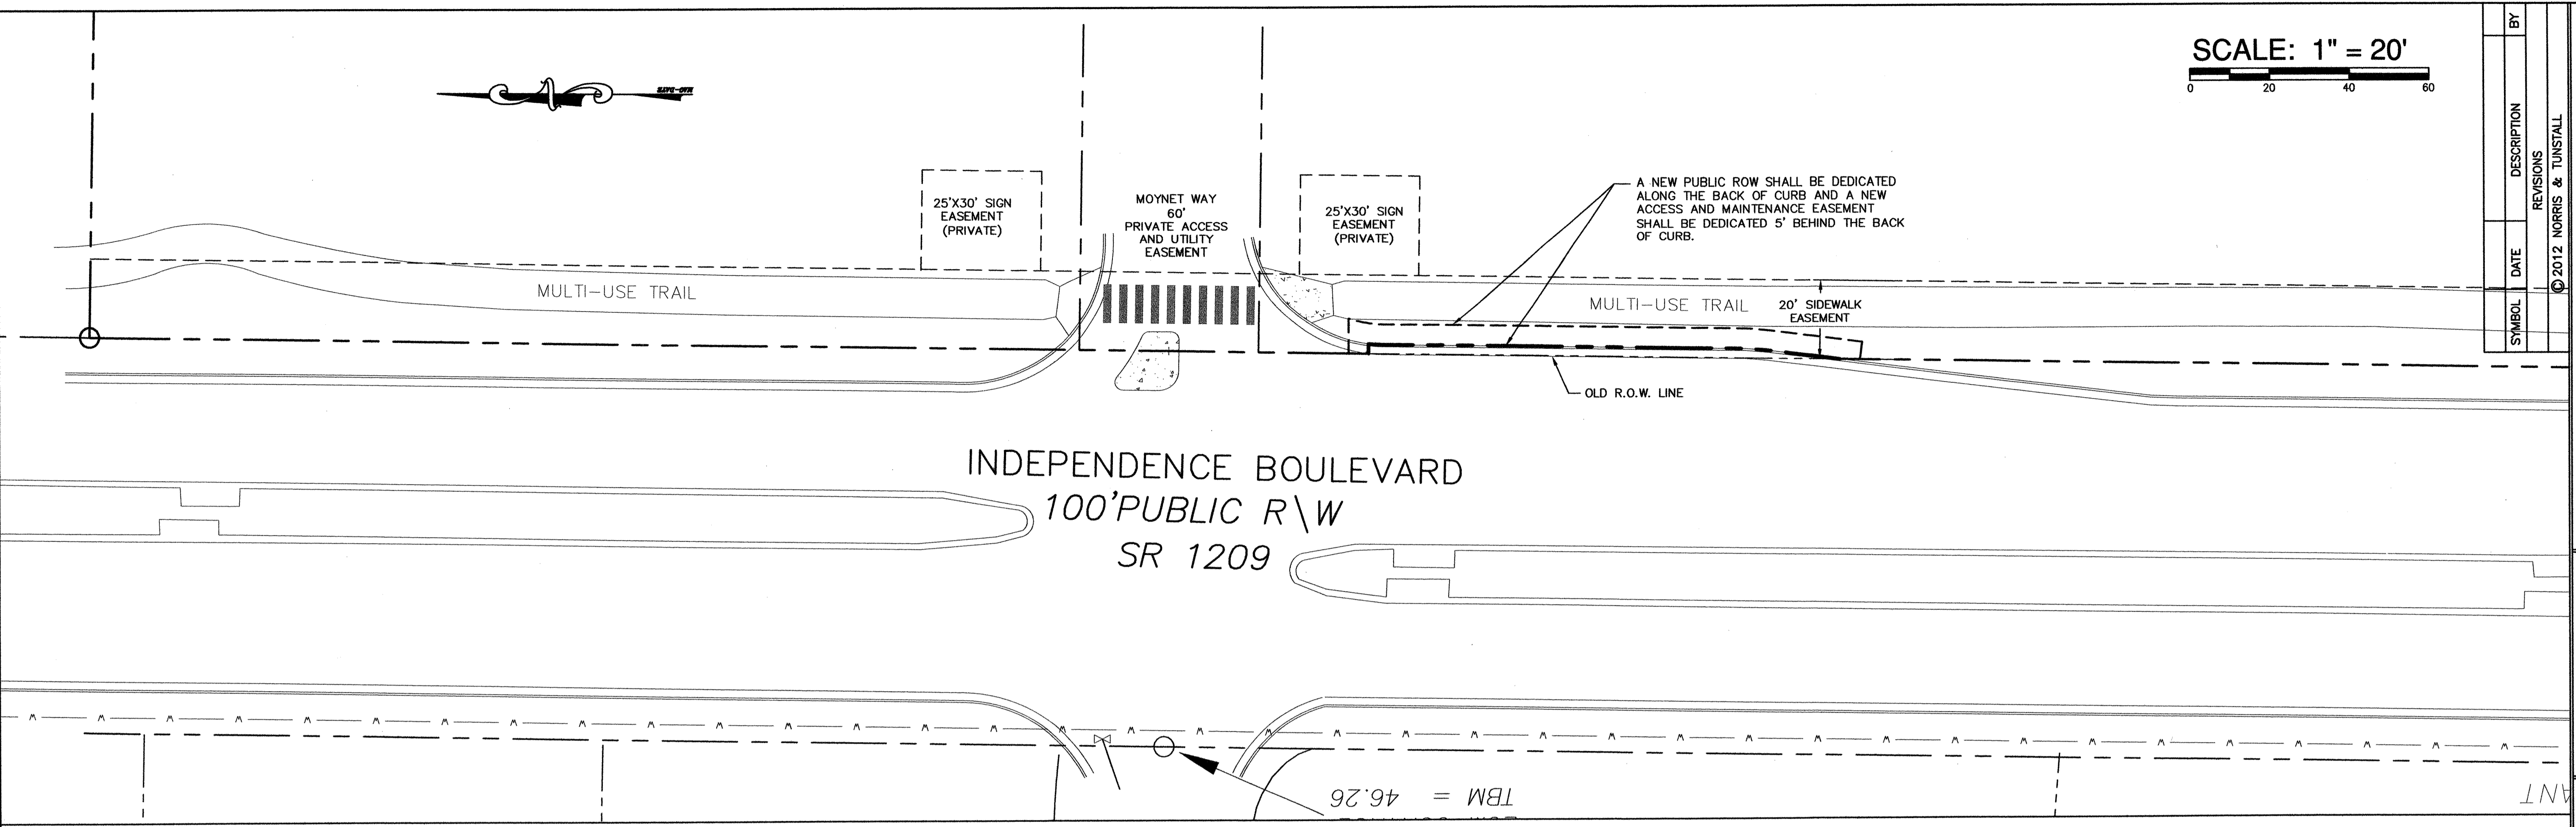 SCALE: 1" = 20'
0 20 40 60
NAD-DATE
25'X30' SIGN
EASEMENT
(PRIVATE)
MOYNET WAY
60'
PRIVATE ACCESS
AND UTILITY
EASEMENT
25'X30' SIGN
EASEMENT
(PRIVATE)
A NEW PUBLIC ROW SHALL BE DEDICATED
ALONG THE BACK OF CURB AND A NEW
ACCESS AND MAINTENANCE EASEMENT
SHALL BE DEDICATED 5' BEHIND THE BACK
OF CURB.
MULTI-USE TRAIL
MULTI-USE TRAIL
20' SIDEWALK
EASEMENT
OLD R.O.W. LINE
INDEPENDENCE BOULEVARD
100'PUBLIC R\W
SR 1209
TBM = 46.26
SYMBOL DATE DESCRIPTION BY
REVISIONS
©2012 NORRIS & TUNSTALL